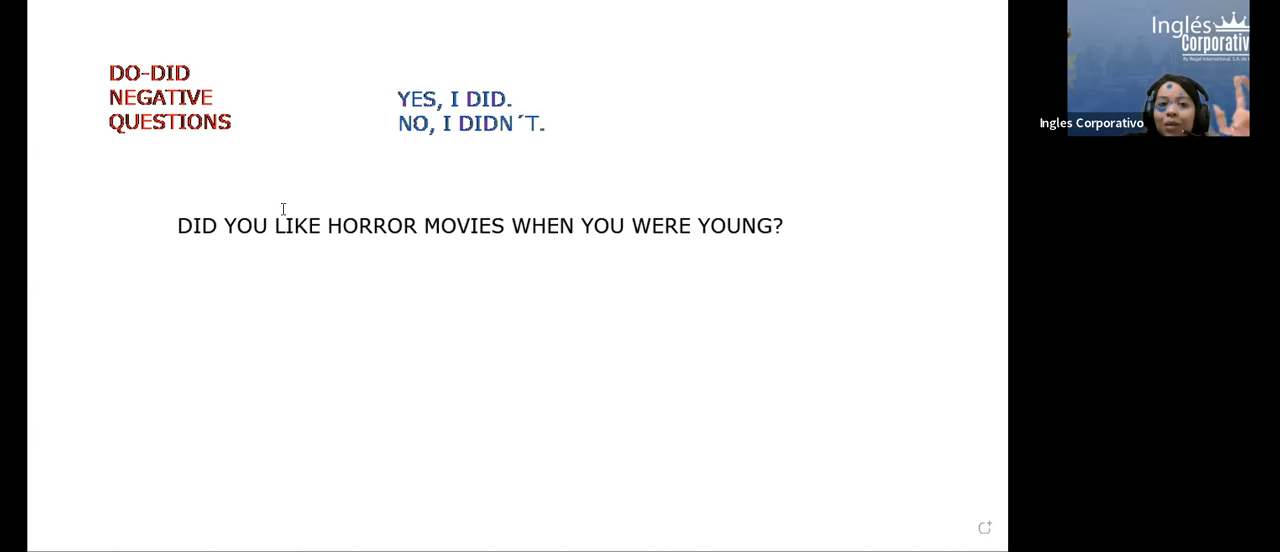 DO-DID
NEGATIVE
QUESTIONS
YES, I DID.
NO, I DIDN´T.
DID YOU LIKE HORROR MOVIES WHEN YOU WERE YOUNG?
Inglés
Corporativ
Ingles Corporativo